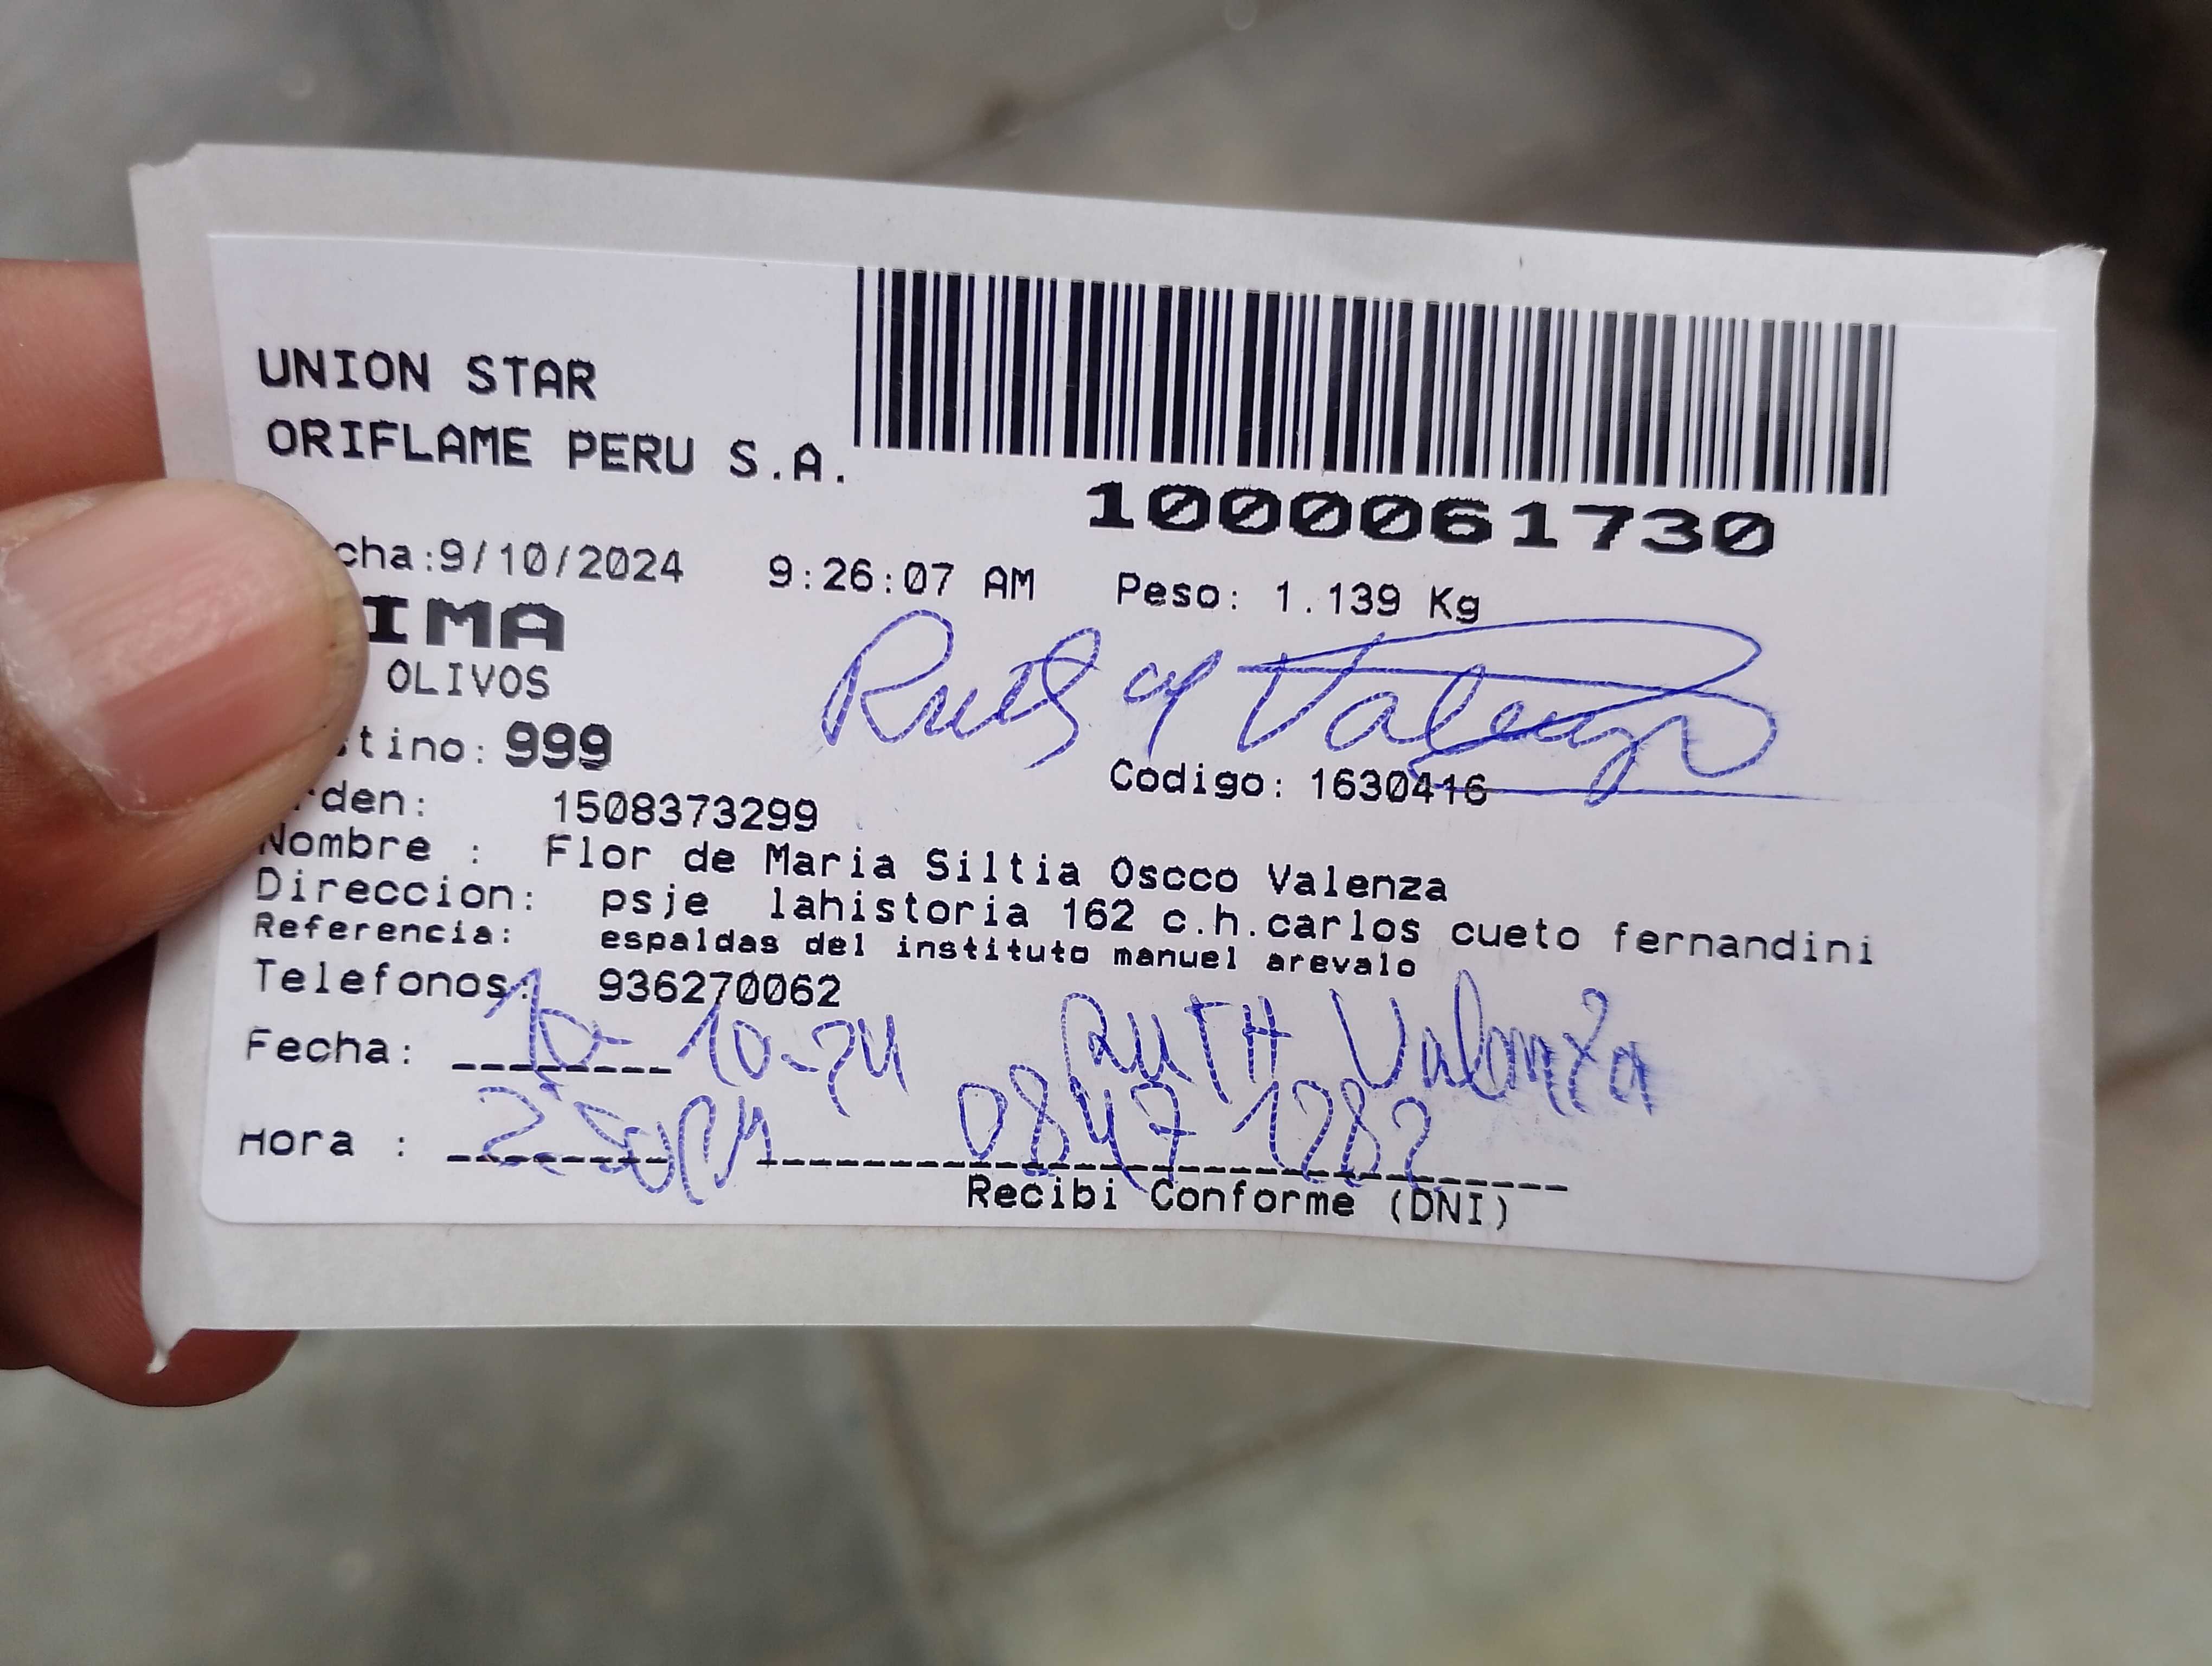 UNION STAR
ORIFLAME PERU S.A.
1000061730
cha:9/10/2024 9:26:07 AM Peso: 1.139 Kg
IMA
OLIVOS
Ruth Valenza
tino: 999
Codigo: 1630416
rden: 1508373299
Nombre : Flor de Maria Siltia Oscco Valenza
Direccion: psje lahistoria 162 c.h.carlos cueto fernandini
Referencia: espaldas del instituto manuel arevalo
Telefonos: 936270062
Fecha: 10-10-24 RUTH Valenza
Hora : 08471282
Recibi Conforme (DNI)